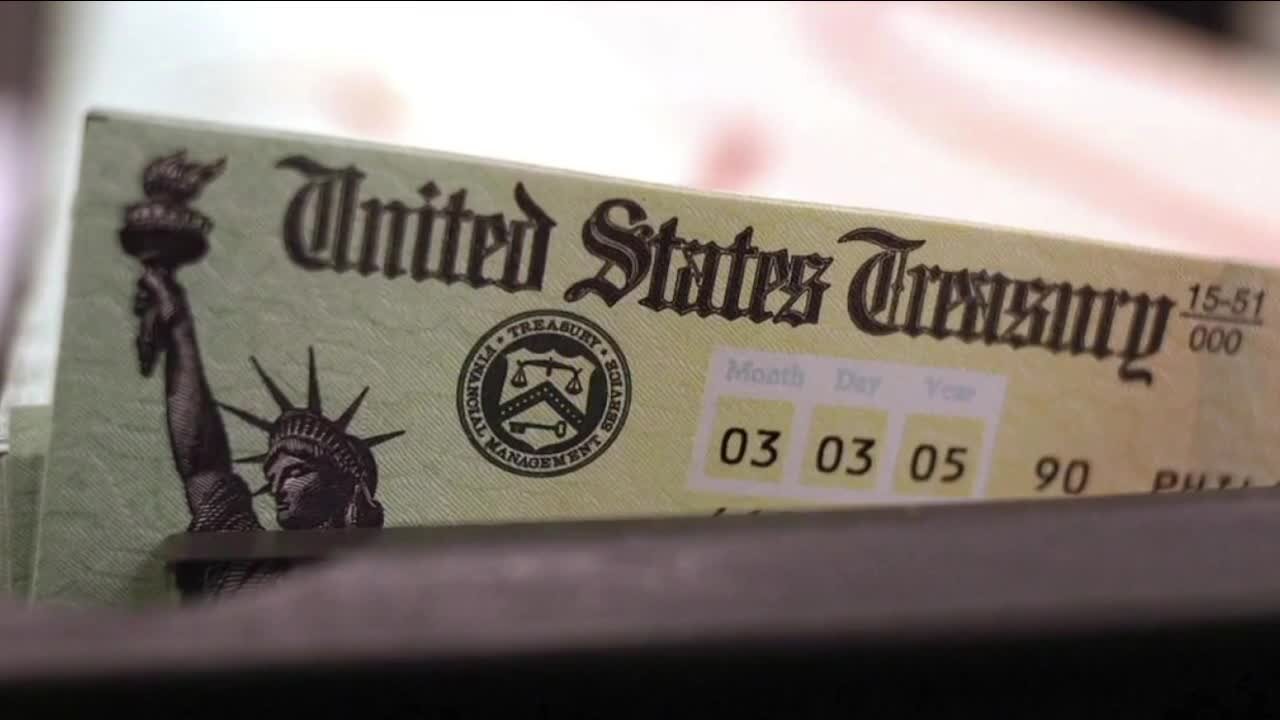 United States Treasury
15-51
000
TREASURY
FINANCIAL MANAGEMENT SERVICE
Month Day Year
03 03 05 90